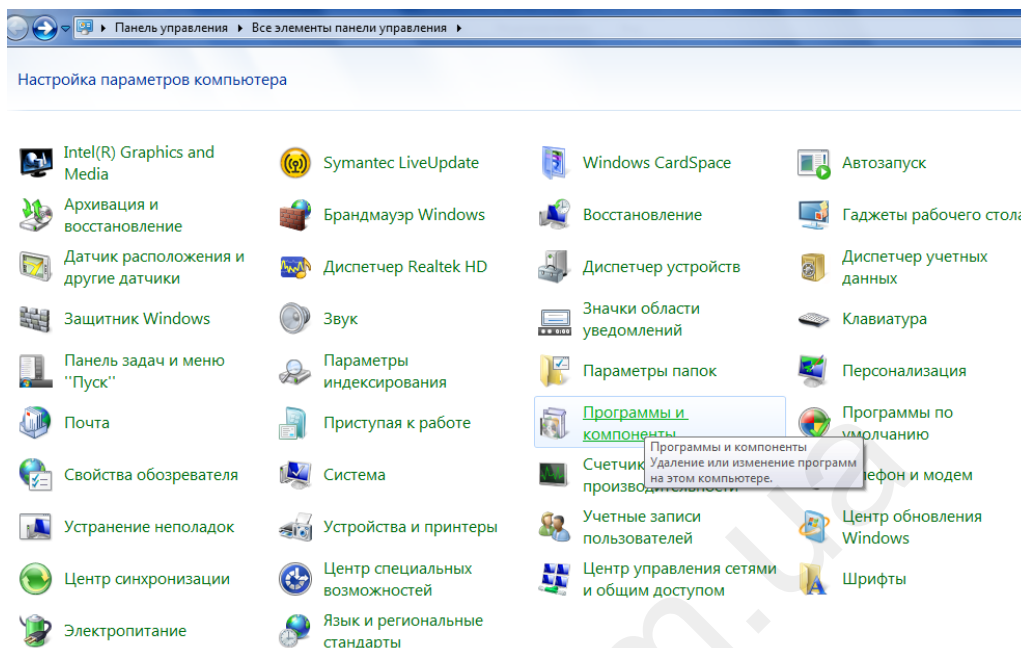 Панель управления Все элементы панели управления
Настройка параметров компьютера
Intel(R) Graphics and
Media
Symantec LiveUpdate
Windows CardSpace
Автозапуск
Архивация и
восстановление
Брандмауэр Windows
Восстановление
Гаджеты рабочего стола
Датчик расположения и
другие датчики
Диспетчер Realtek HD
Диспетчер устройств
Диспетчер учетных
данных
Защитник Windows
Звук
Значки области
уведомлений
Клавиатура
Панель задач и меню
"Пуск"
Параметры
индексирования
Параметры папок
Персонализация
Почта
Приступая к работе
Программы и
компоненты
Программы по
умолчанию
Программы и компоненты
Удаление или изменение программ
на этом компьютере.
Свойства обозревателя
Система
Счетчик
производительности
ефон и модем
Устранение неполадок
Устройства и принтеры
Учетные записи
пользователей
Центр обновления
Windows
Центр синхронизации
Центр специальных
возможностей
Центр управления сетями
и общим доступом
Шрифты
Электропитание
Язык и региональные
стандарты
m.ua